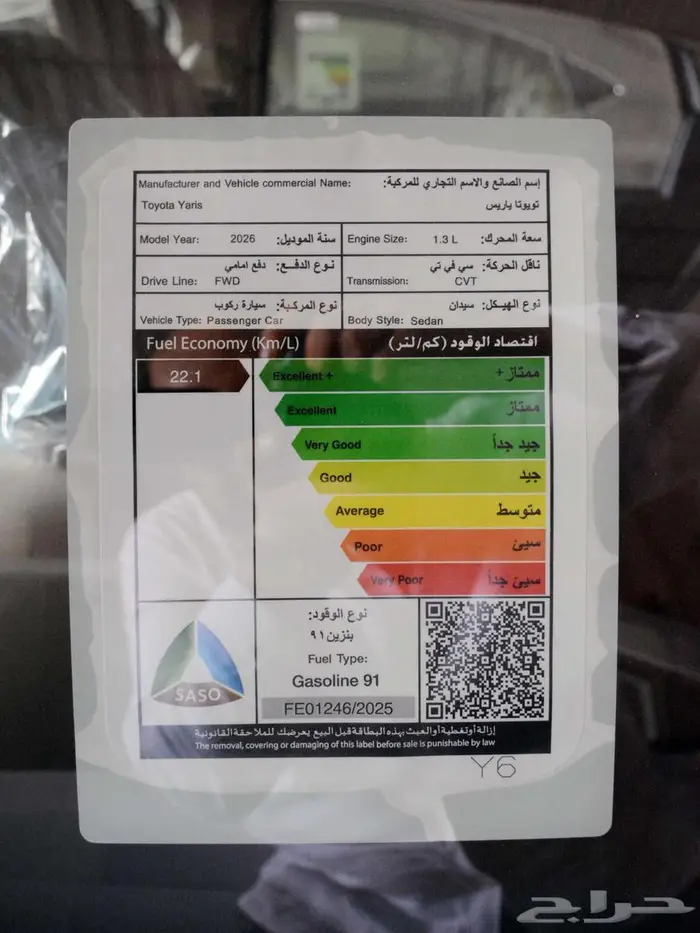 Manufacturer and Vehicle commercial Name: إسم الصانع والاسم التجاري للمركبة:
Toyota Yaris تويوتا ياريس
Model Year: 2026 سنة الموديل:
Engine Size: 1.3 L سعة المحرك:
نوع الدفع: دفع امامي
Drive Line: FWD
ناقل الحركة: سي في تي
Transmission: CVT
نوع المركبة: سيارة ركوب
Vehicle Type: Passenger Car
نوع الهيكل: سيدان
Body Style: Sedan
Fuel Economy (Km/L) اقتصاد الوقود (كم/لتر)
22.1
Excellent + ممتاز +
Excellent ممتاز
Very Good جيد جداً
Good جيد
Average متوسط
Poor سيئ
Very Poor سيئ جداً
SASO
نوع الوقود:
بنزين ٩١
Fuel Type:
Gasoline 91
FE01246/2025
إزالة أو تغطية أو العبث بهذه البطاقة قبل البيع يعرضك للملاحقة القانونية
The removal, covering or damaging of this label before sale is punishable by law
Y6
حراج